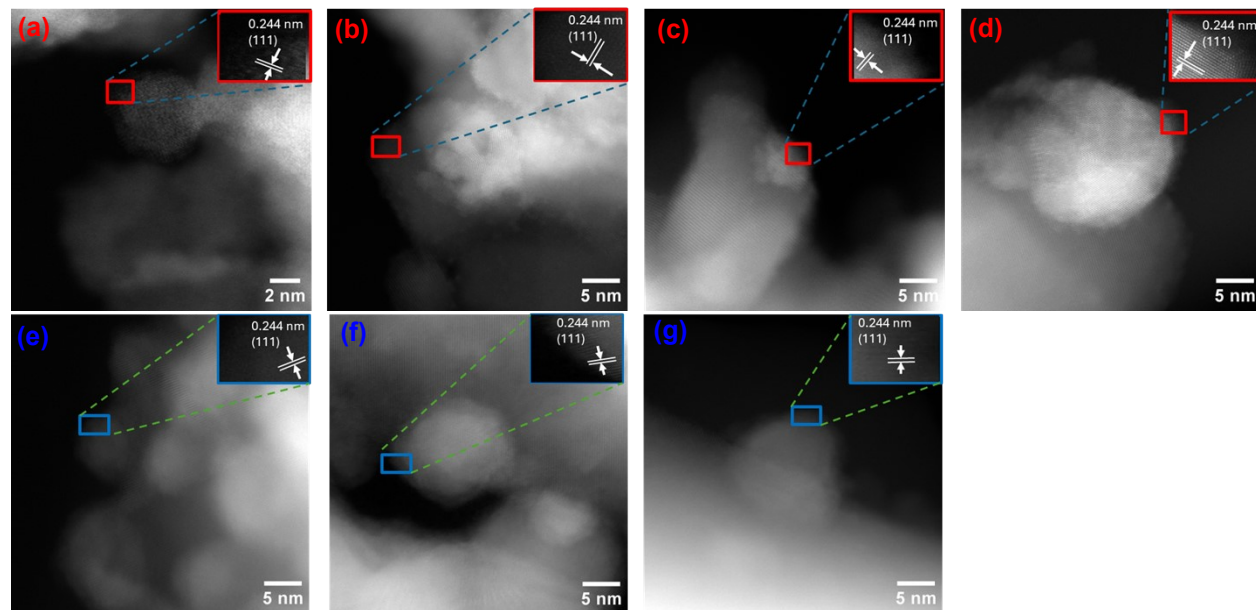 (a)
0.244 nm
(111)
2 nm
(b)
0.244 nm
(111)
5 nm
(c)
0.244 nm
(111)
5 nm
(d)
0.244 nm
(111)
5 nm
(e)
0.244 nm
(111)
5 nm
(f)
0.244 nm
(111)
5 nm
(g)
0.244 nm
(111)
5 nm